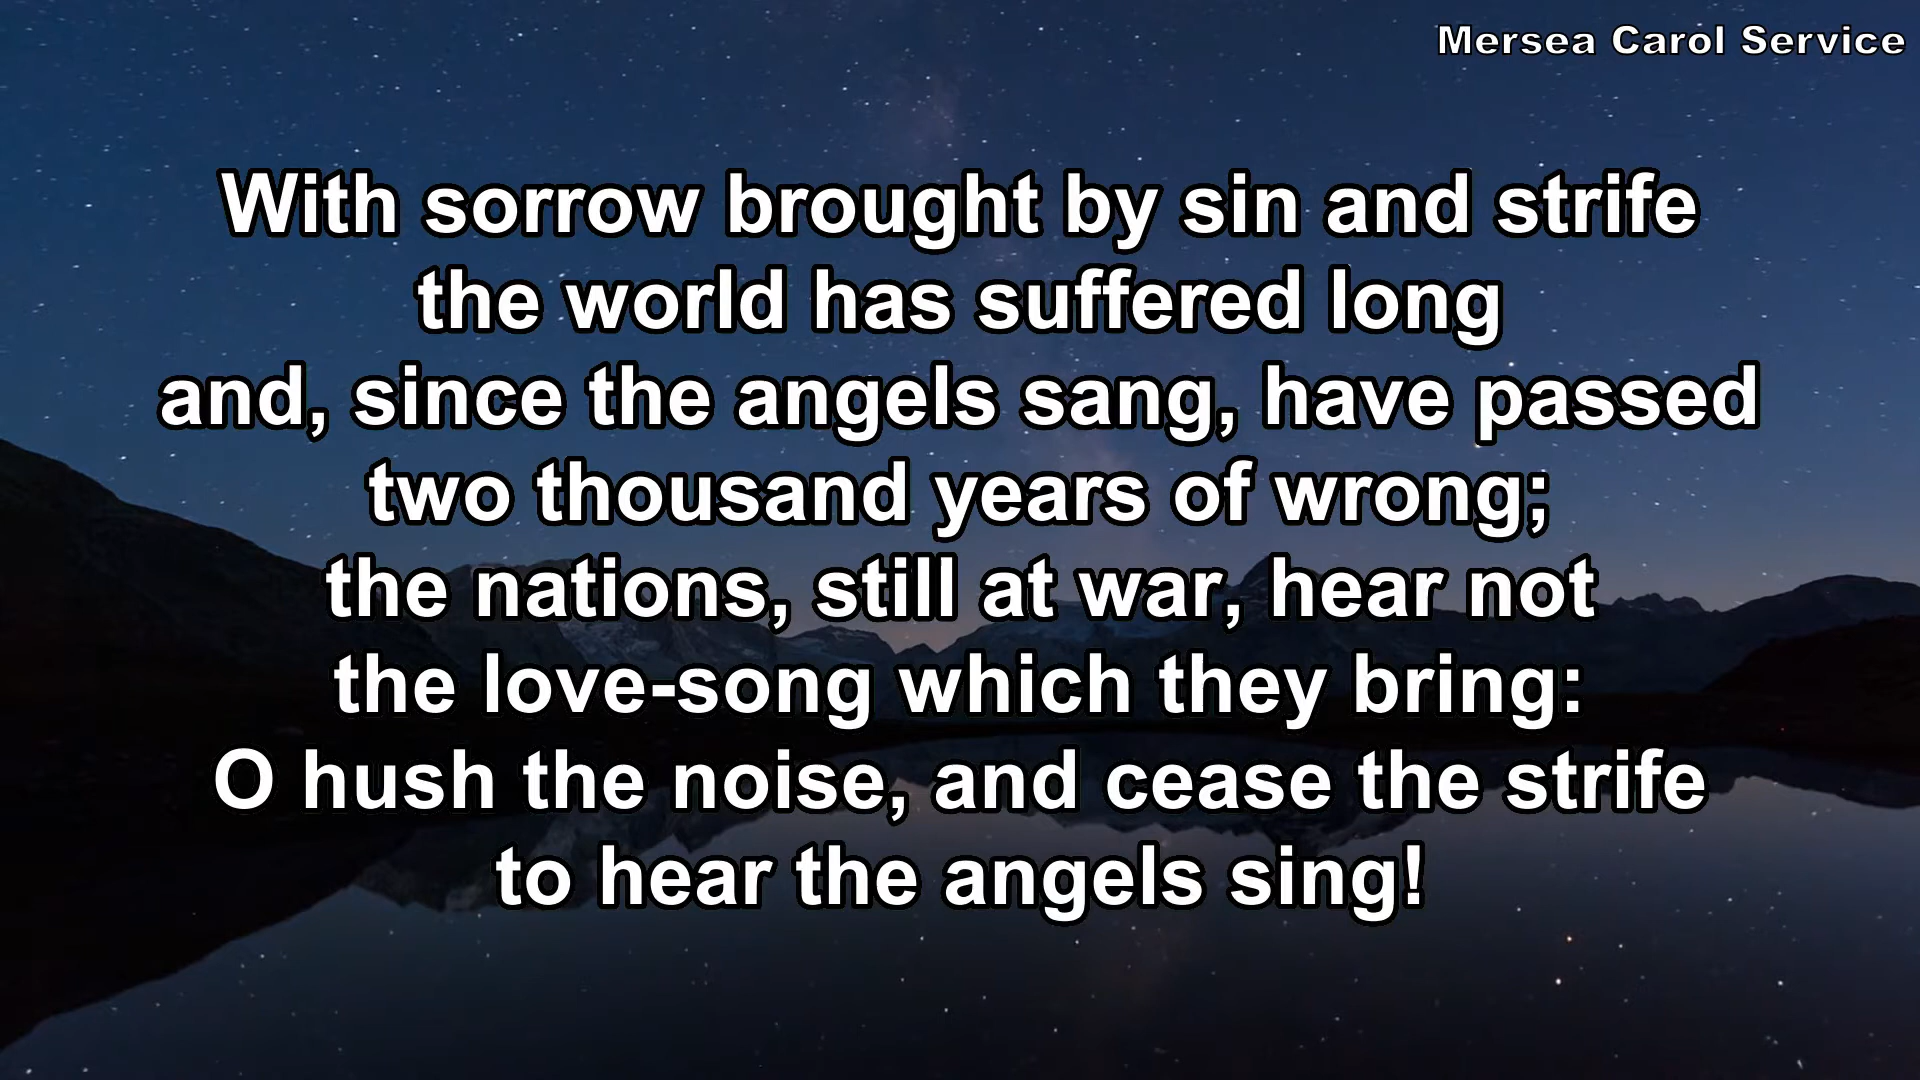 Mersea Carol Service
With sorrow brought by sin and strife
the world has suffered long
and, since the angels sang, have passed
two thousand years of wrong;
the nations, still at war, hear not
the love-song which they bring:
O hush the noise, and cease the strife
to hear the angels sing!